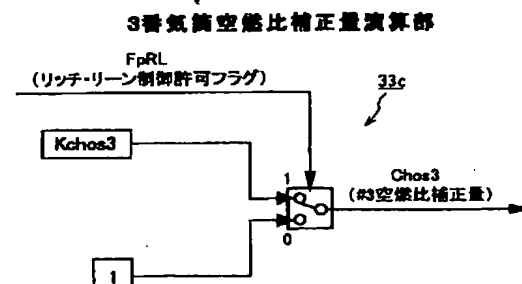 3番気筒空燃比補正量演算部
FpRL
(リッチ・リーン制御許可フラグ)
33c
Kchos3
1
Chos3
(#3空燃比補正量)
0
1